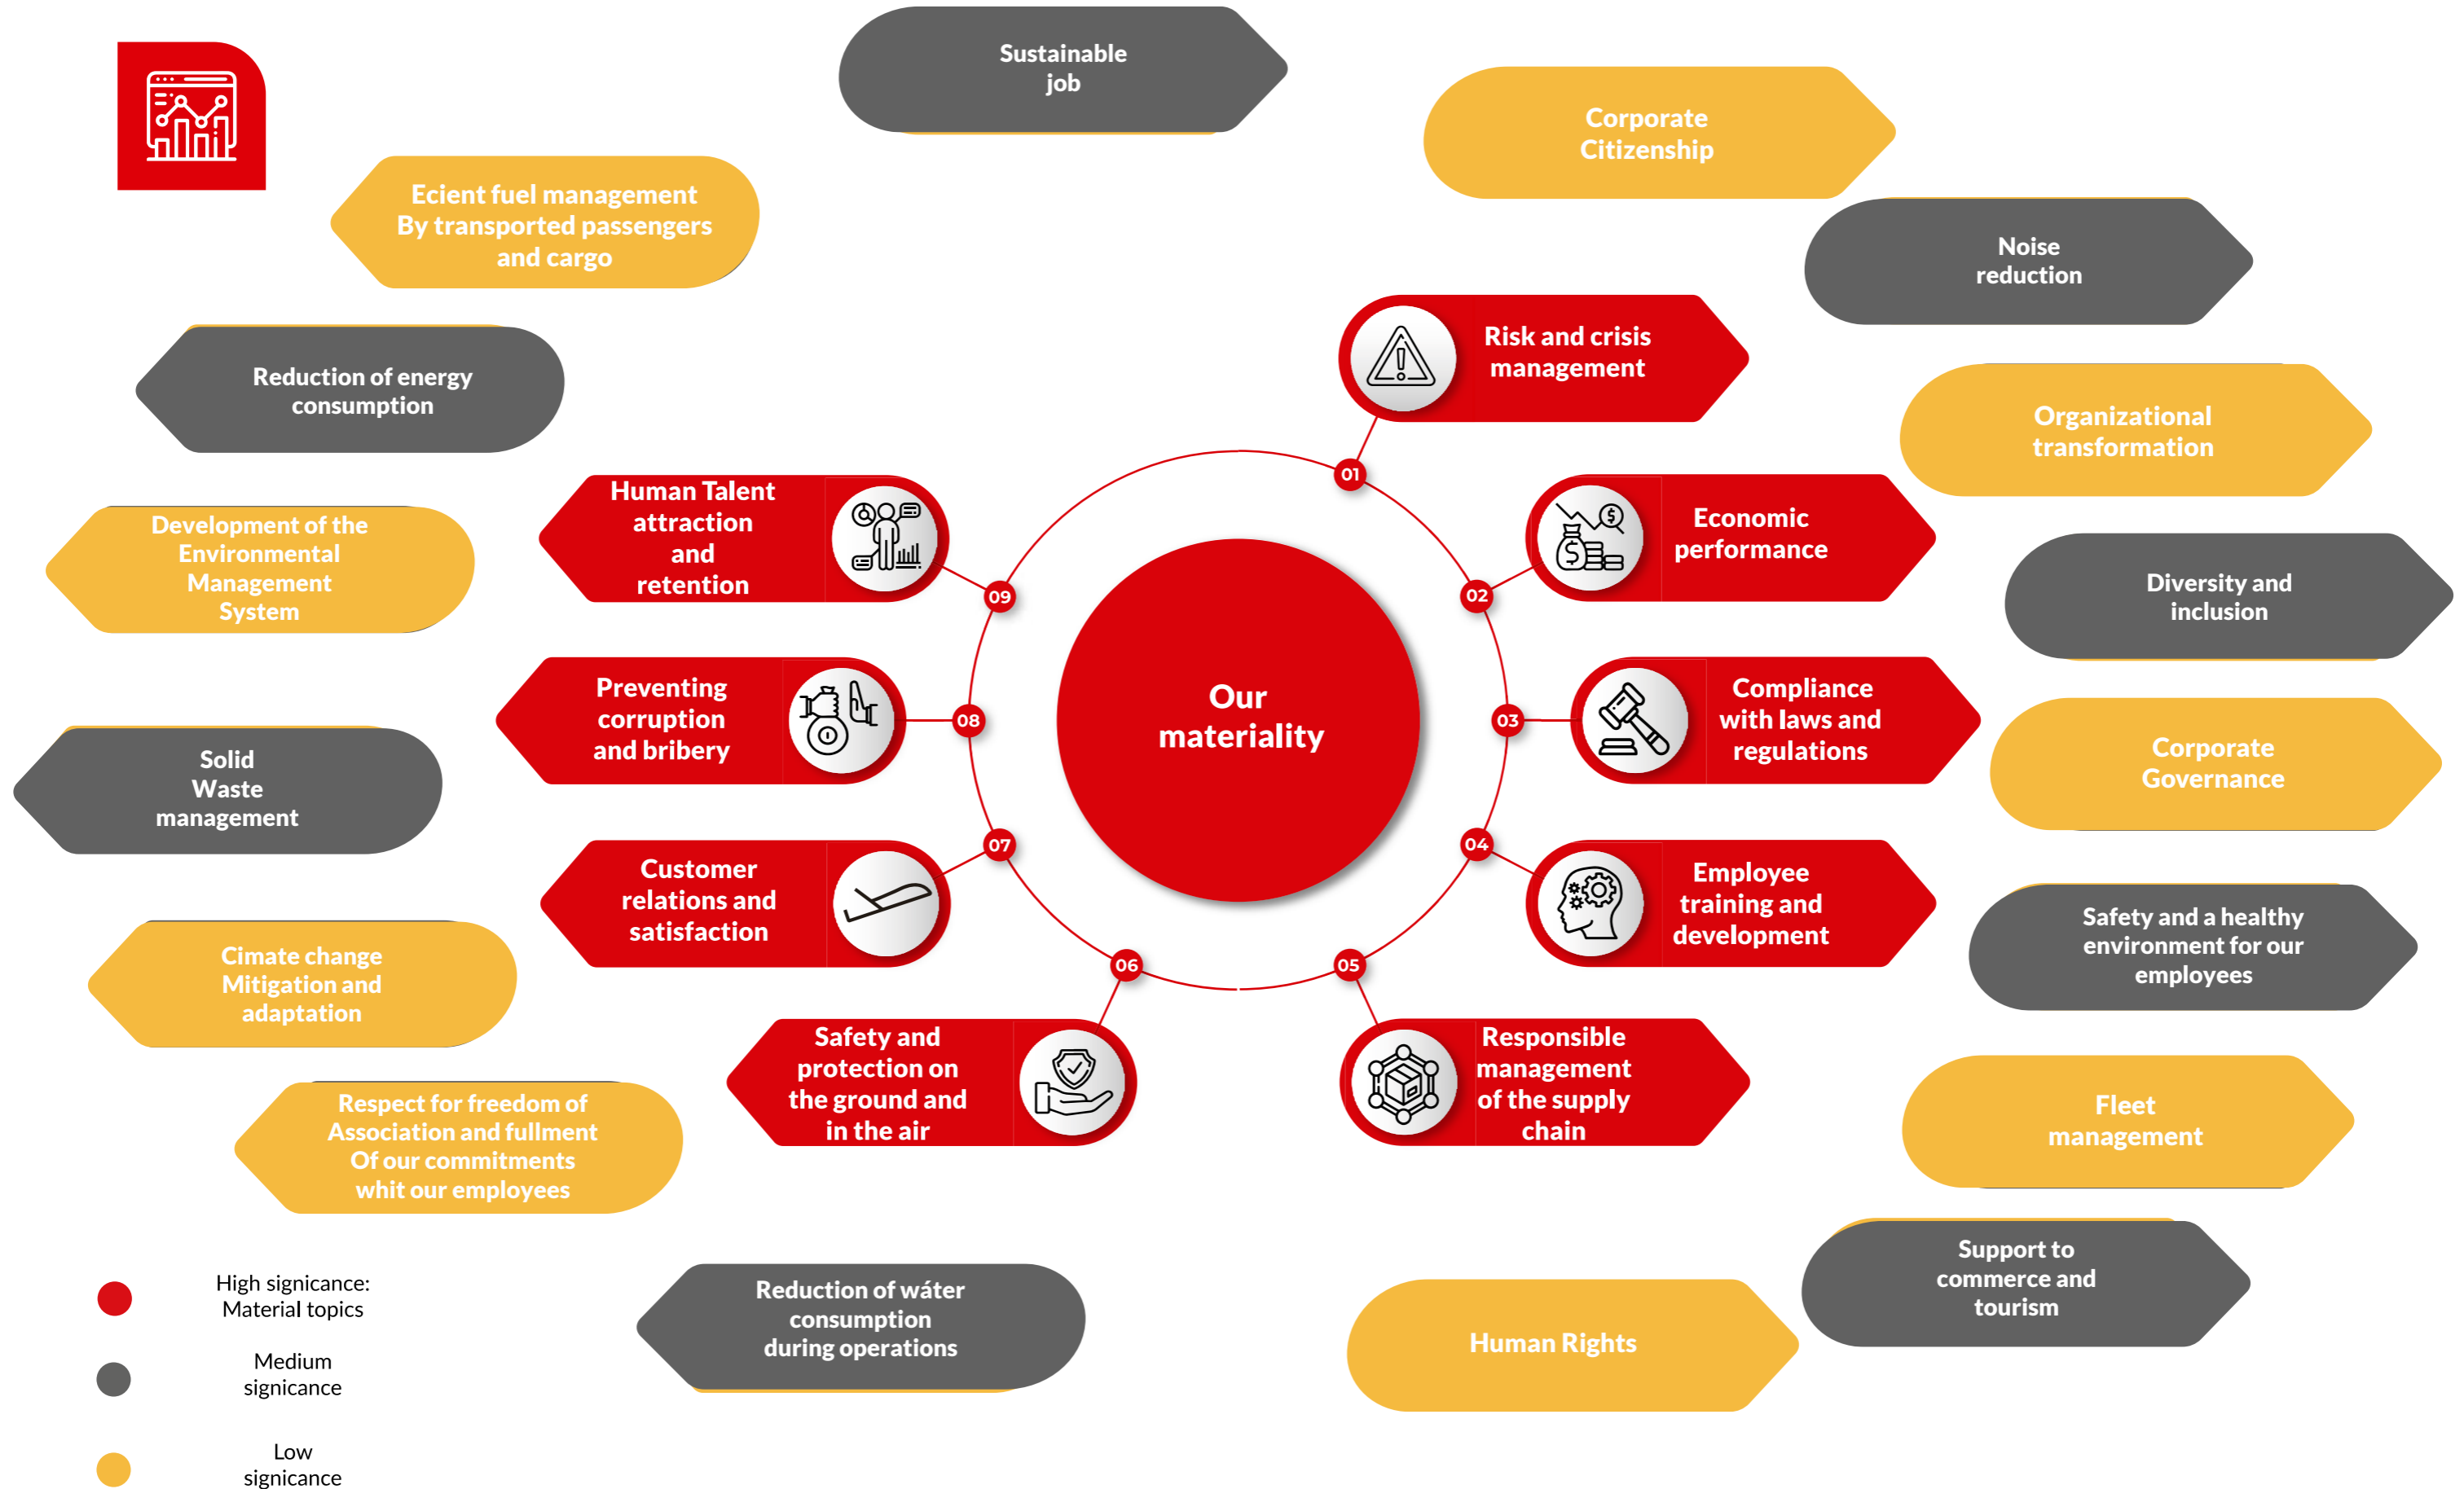 Sustainable
job
Corporate
Citizenship
Ecient fuel management
By transported passengers
and cargo
Noise
reduction
Risk and crisis
management
Reduction of energy
consumption
Organizational
transformation
01
Human Talent
attraction
and
retention
Economic
performance
Development of the
Environmental
Management
System
09
02
Diversity and
inclusion
Preventing
corruption
and bribery
08
Our
materiality
03
Compliance
with laws and
regulations
Corporate
Governance
Solid
Waste
management
07
04
Customer
relations and
satisfaction
Employee
training and
development
Safety and a healthy
environment for our
employees
Cimate change
Mitigation and
adaptation
06
05
Safety and
protection on
the ground and
in the air
Responsible
management
of the supply
chain
Respect for freedom of
Association and fullment
Of our commitments
whit our employees
Fleet
management
Support to
commerce and
tourism
Reduction of wáter
consumption
during operations
Human Rights
High signicance:
Material topics
Medium
signicance
Low
signicance